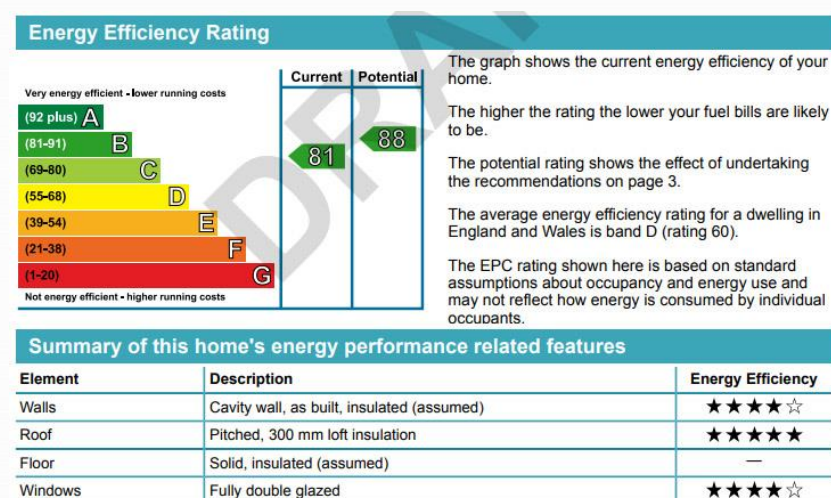 Energy Efficiency Rating
Current Potential
Very energy efficient - lower running costs
(92 plus) A
(81-91) B
(69-80) C
(55-68) D
(39-54) E
(21-38) F
(1-20) G
Not energy efficient - higher running costs
81
88
The graph shows the current energy efficiency of your
home.
The higher the rating the lower your fuel bills are likely
to be.
The potential rating shows the effect of undertaking
the recommendations on page 3.
The average energy efficiency rating for a dwelling in
England and Wales is band D (rating 60).
The EPC rating shown here is based on standard
assumptions about occupancy and energy use and
may not reflect how energy is consumed by individual
occupants.
DRA
Summary of this home's energy performance related features
Element Description Energy Efficiency
Walls Cavity wall, as built, insulated (assumed) ★★★★☆
Roof Pitched, 300 mm loft insulation ★★★★★
Floor Solid, insulated (assumed) —
Windows Fully double glazed ★★★★☆